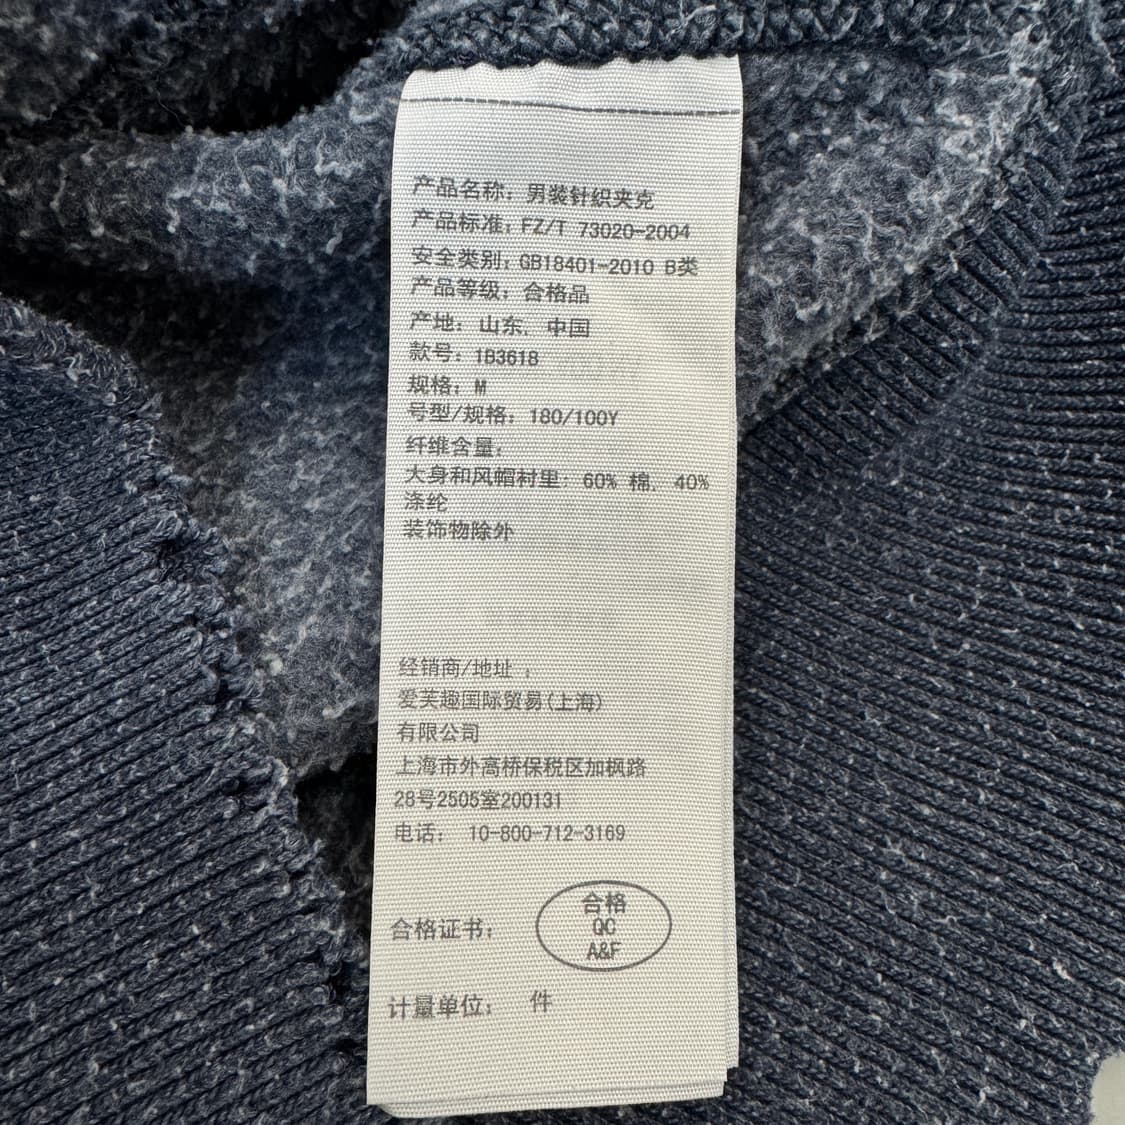 产品名称：男装针织夹克
产品标准：FZ/T 73020-2004
安全类别：GB18401-2010 B类
产品等级：合格品
产地：山东，中国
款号：1B3618
规格：M
号型/规格：180/100Y
纤维含量：
大身和风帽衬里：60% 棉，40%
涤纶
装饰物除外
经销商/地址 ：
爱芙趣国际贸易(上海)
有限公司
上海市外高桥保税区加枫路
28号2505室200131
电话： 10-800-712-3169
合格证书：
合格
QC
A&F
计量单位： 件